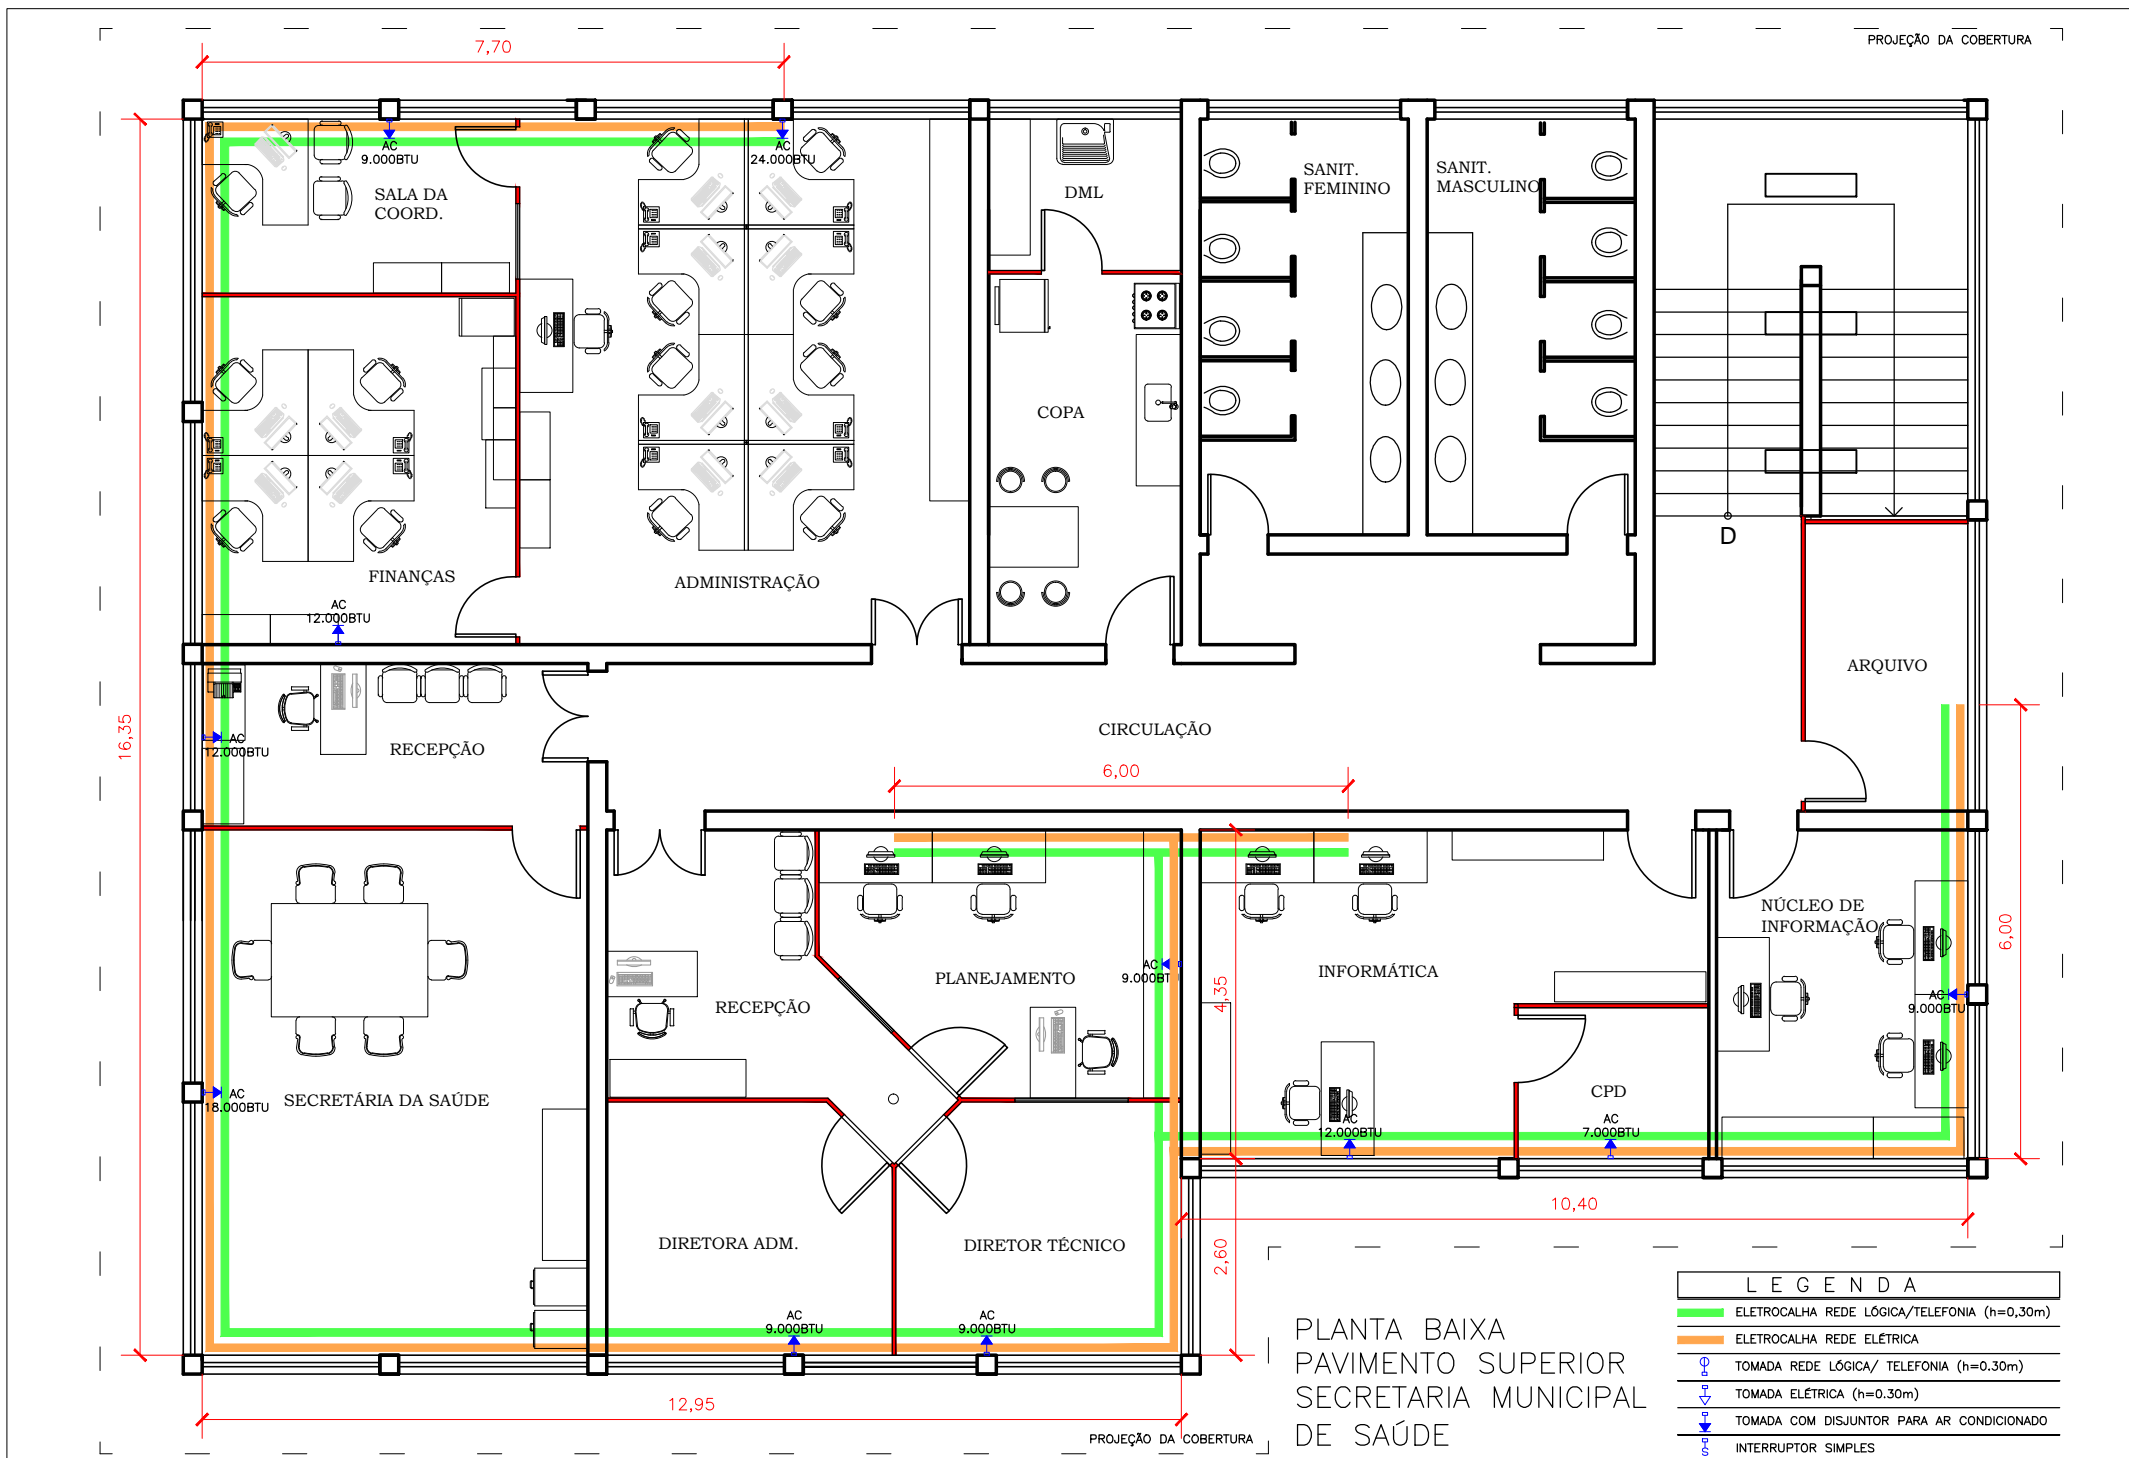 PROJEÇÃO DA COBERTURA
7,70
AC
9.000BTU
AC
24.000BTU
SALA DA
COORD.
DML
SANIT.
FEMININO
SANIT.
MASCULINO
COPA
D
FINANÇAS
ADMINISTRAÇÃO
AC
12.000BTU
16,35
AC
12.000BTU
RECEPÇÃO
CIRCULAÇÃO
ARQUIVO
6,00
6,00
NÚCLEO DE
INFORMAÇÃO
AC
9.000BTU
PLANEJAMENTO
INFORMÁTICA
RECEPÇÃO
4,35
AC
9.000BTU
AC
18.000BTU
SECRETÁRIA DA SAÚDE
CPD
AC
12.000BTU
AC
7.000BTU
10,40
DIRETORA ADM.
DIRETOR TÉCNICO
2,60
AC
9.000BTU
AC
9.000BTU
12,95
PROJEÇÃO DA COBERTURA
PLANTA BAIXA
PAVIMENTO SUPERIOR
SECRETARIA MUNICIPAL
DE SAÚDE
LEGENDA
ELETROCALHA REDE LÓGICA/TELEFONIA (h=0,30m)
ELETROCALHA REDE ELÉTRICA
TOMADA REDE LÓGICA/ TELEFONIA (h=0.30m)
TOMADA ELÉTRICA (h=0.30m)
TOMADA COM DISJUNTOR PARA AR CONDICIONADO
S
INTERRUPTOR SIMPLES